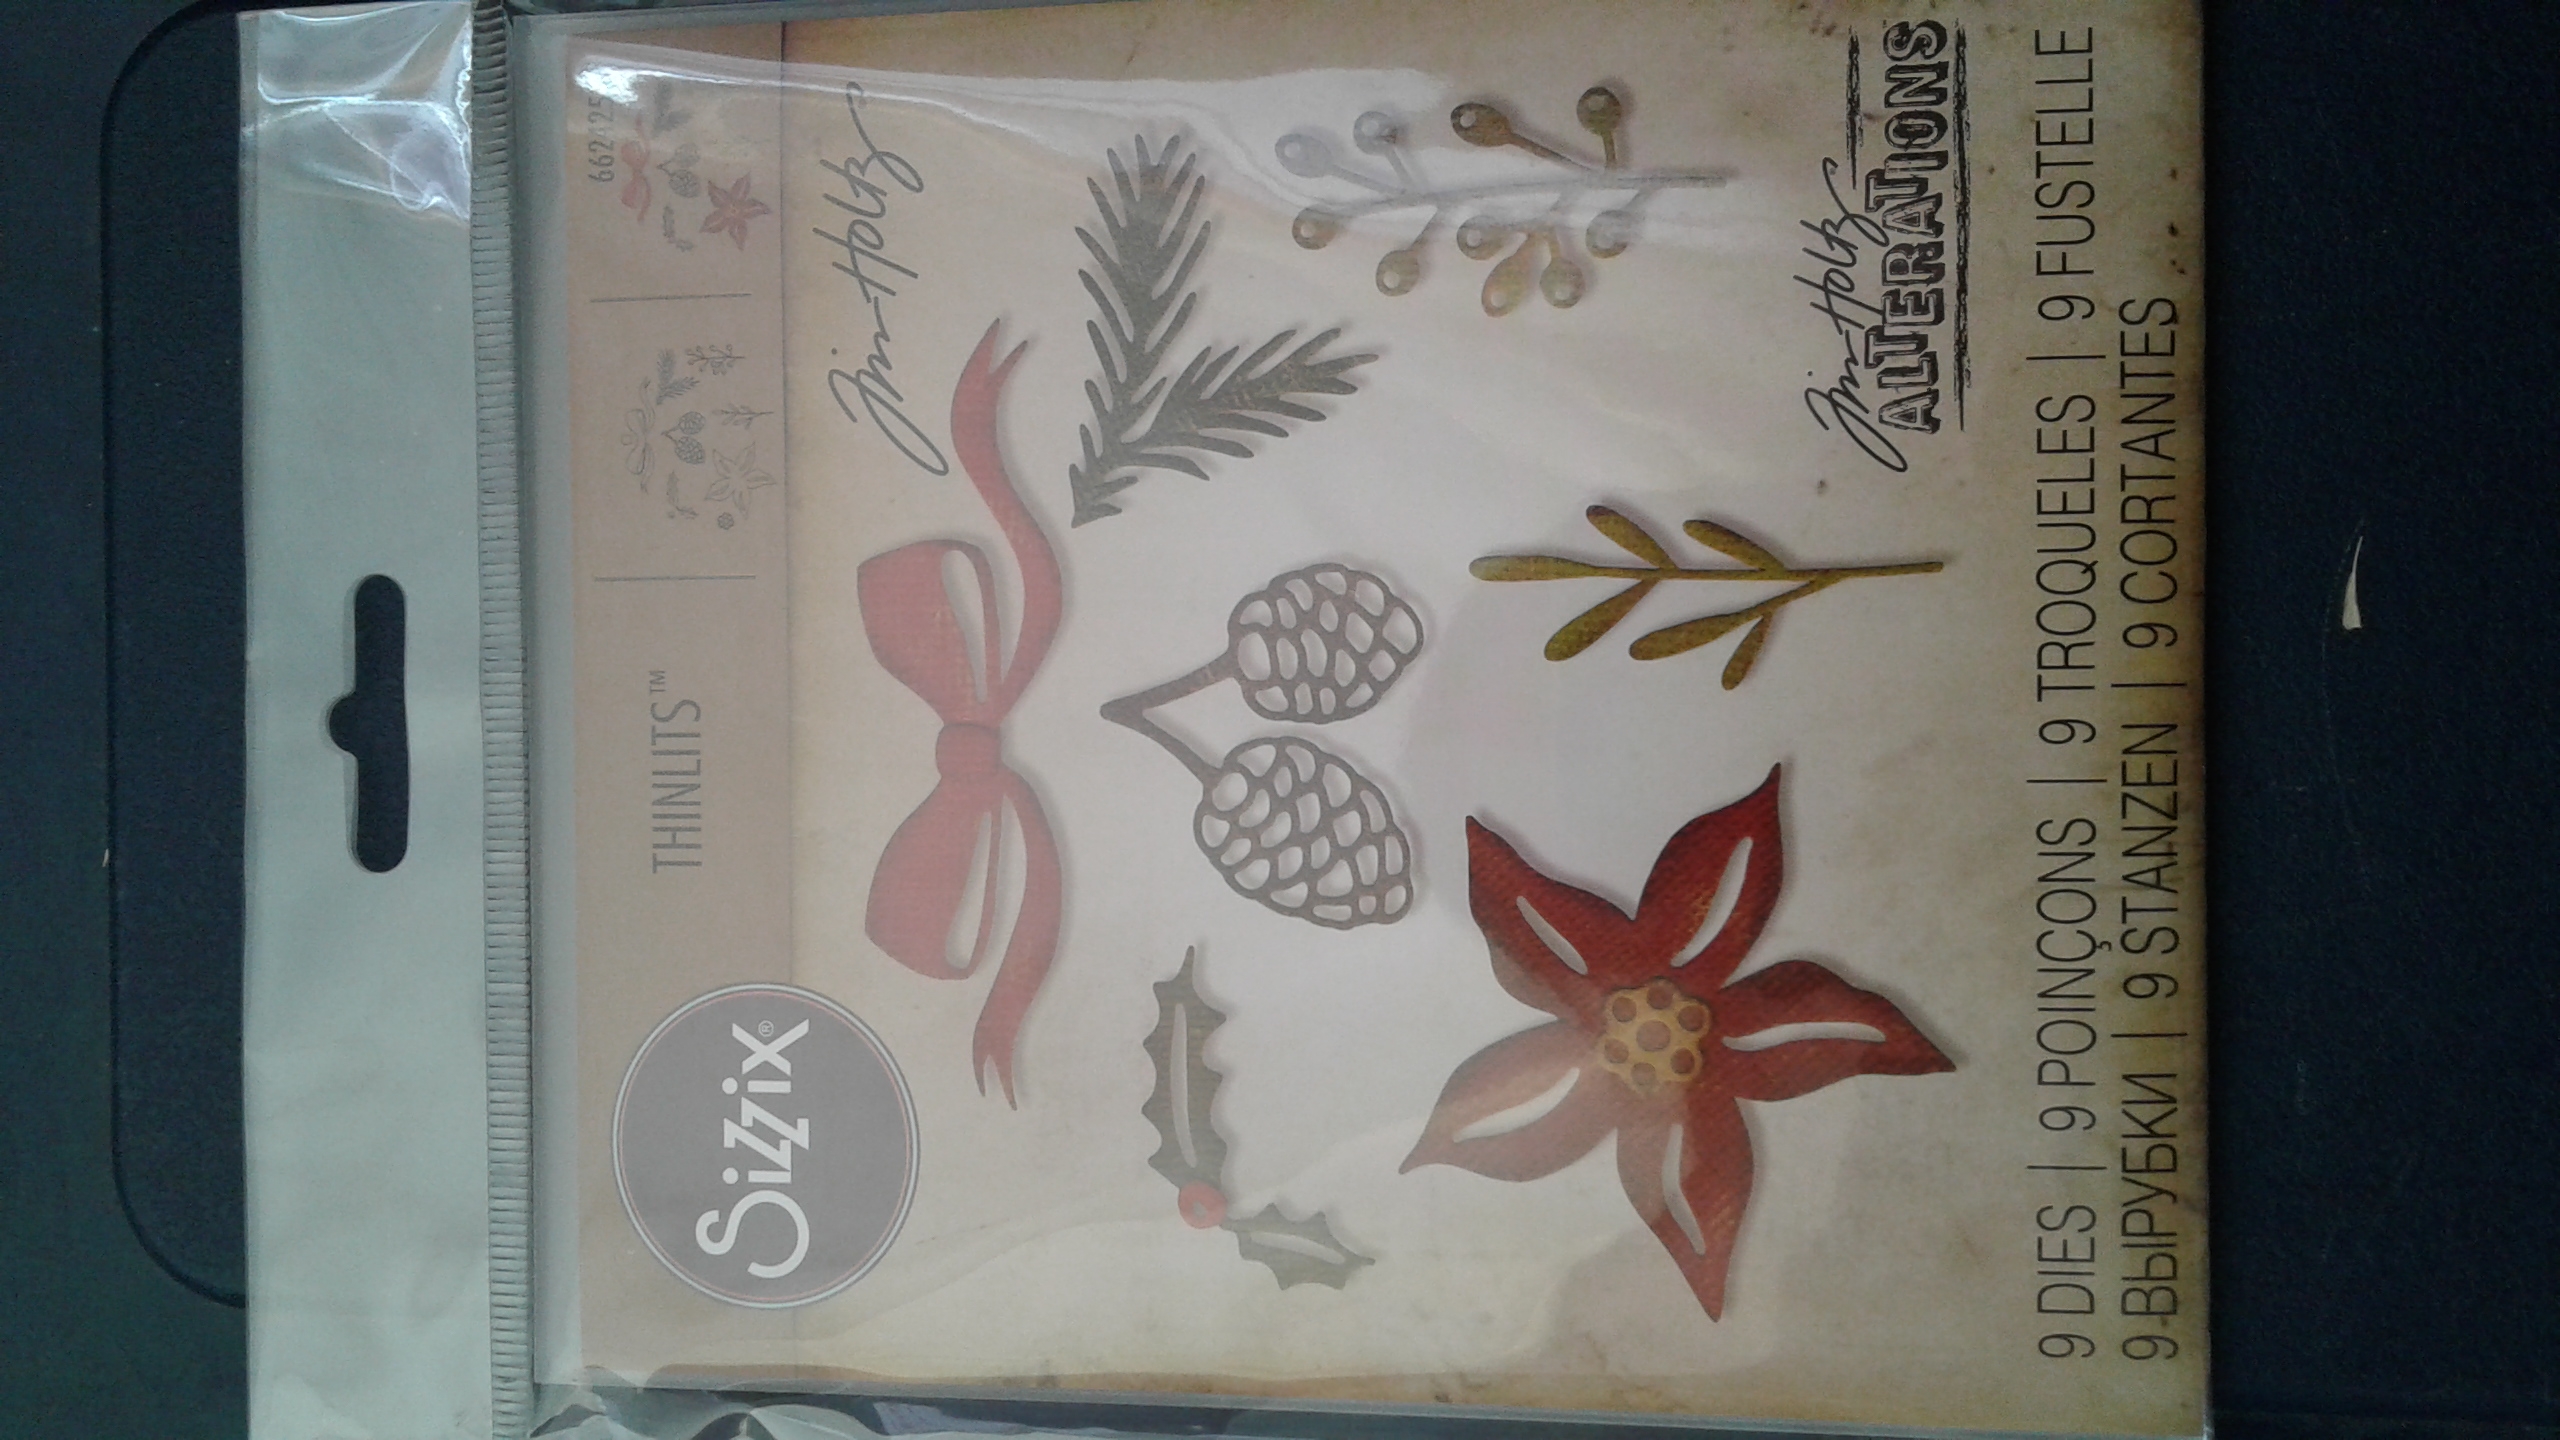 Sizzix®
THINLITS™
Tim Holtz
Tim Holtz
ALTERATIONS
9 DIES | 9 POINÇONS | 9 TROQUELES | 9 FUSTELLE
9 ВЫРУБКИ | 9 STANZEN | 9 CORTANTES